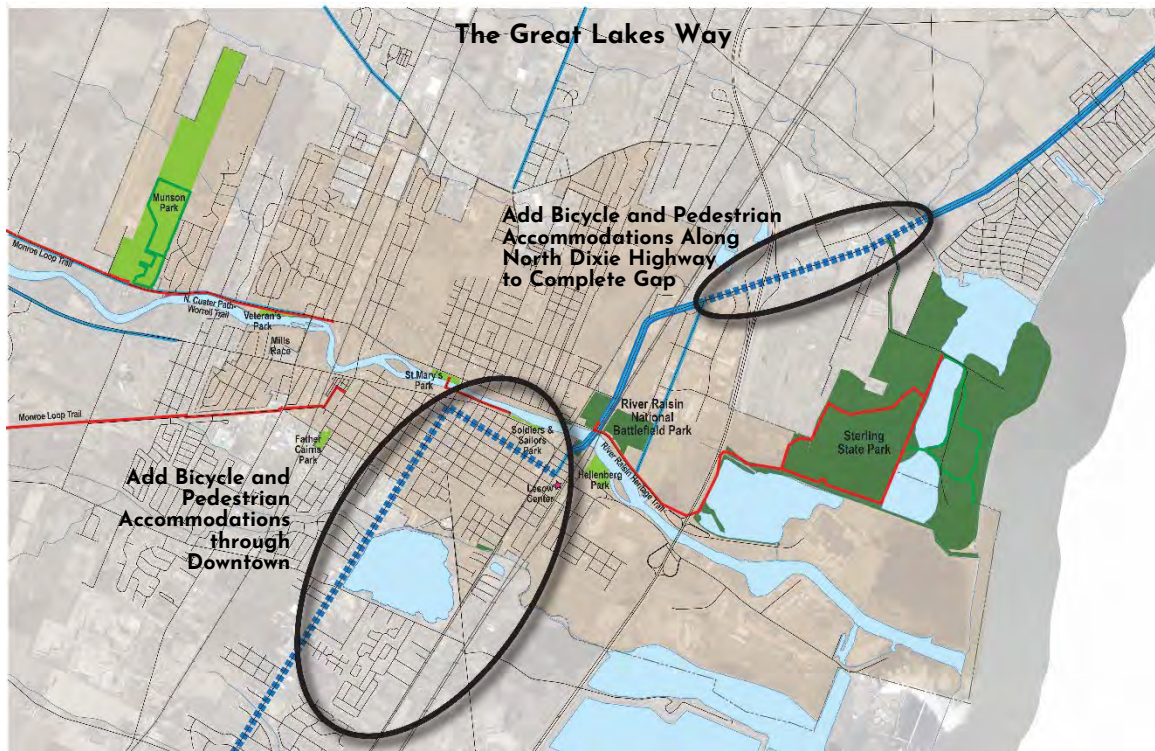 The Great Lakes Way
Munson
Park
Add Bicycle and Pedestrian
Accommodations Along
North Dixie Highway
to Complete Gap
Monroe Loop Trail
N. Custer Path-
Worrell Trail
Veteran's
Park
Mills
Race
St.Mary's
Park
Monroe Loop Trail
Father
Cairns
Park
Soldiers &
Sailors
Park
River Raisin
National
Battlefield Park
Sterling
State Park
Hellenberg
Park
River Raisin Heritage Trail
Lesow
Center
Add Bicycle and
Pedestrian
Accommodations
through
Downtown